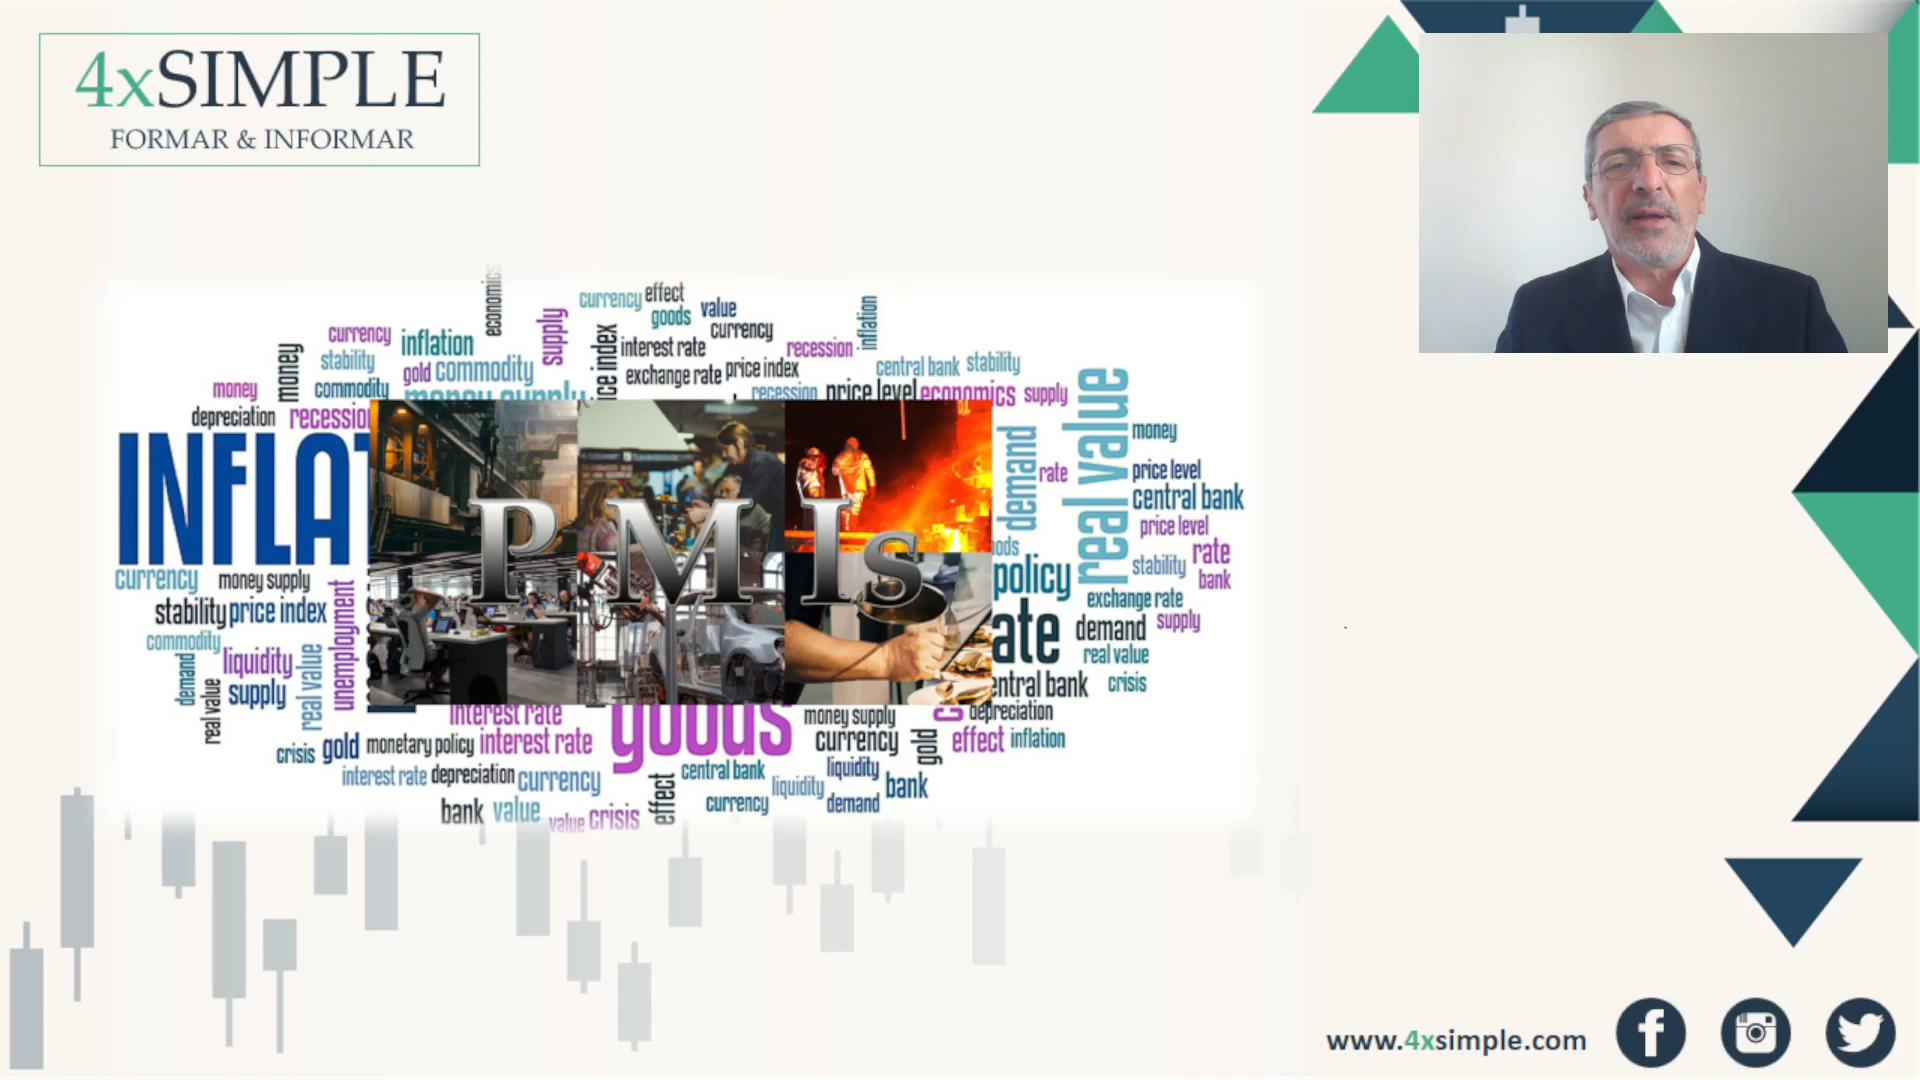 4xSIMPLE
FORMAR & INFORMAR
economics
currency
effect
goods
value
currency
inflation
supply
currency
inflation
money
stability
gold
commodity
interest rate
price index
recession
exchange rate
central bank
stability
money
commodity
recession
price level
economics
supply
depreciation
real value
demand
rate
money
price level
central bank
price level
rate
stability
bank
policy
exchange rate
supply
demand
real value
crisis
PMIs
currency
money supply
stability
price index
commodity
unemployment
demand
liquidity
real value
supply
real value
interest rate
goods
money supply
depreciation
crisis
gold
monetary policy
interest rate
currency
gold
effect
inflation
interest rate
depreciation
currency
effect
central bank
liquidity
liquidity
bank
bank
value
value
crisis
currency
demand
www.4xsimple.com